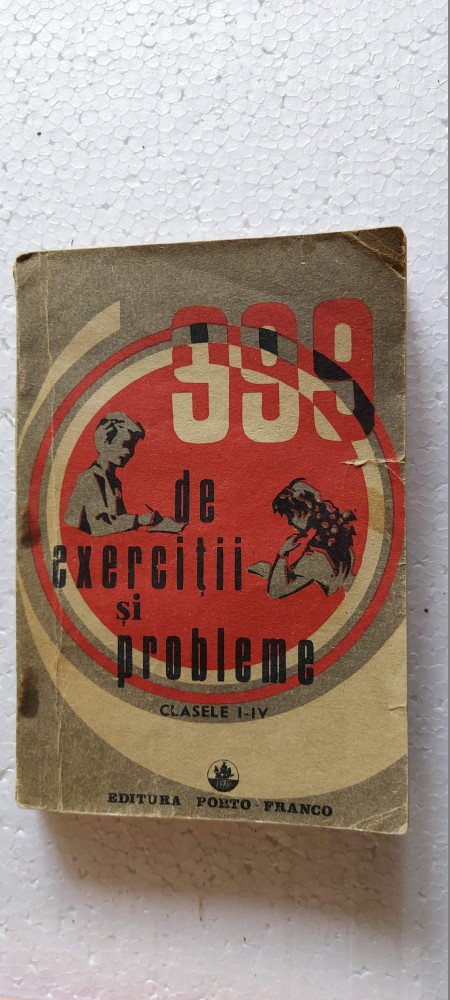 999
de
exerciții
și
probleme
CLASELE I-IV
EDITURA PORTO-FRANCO